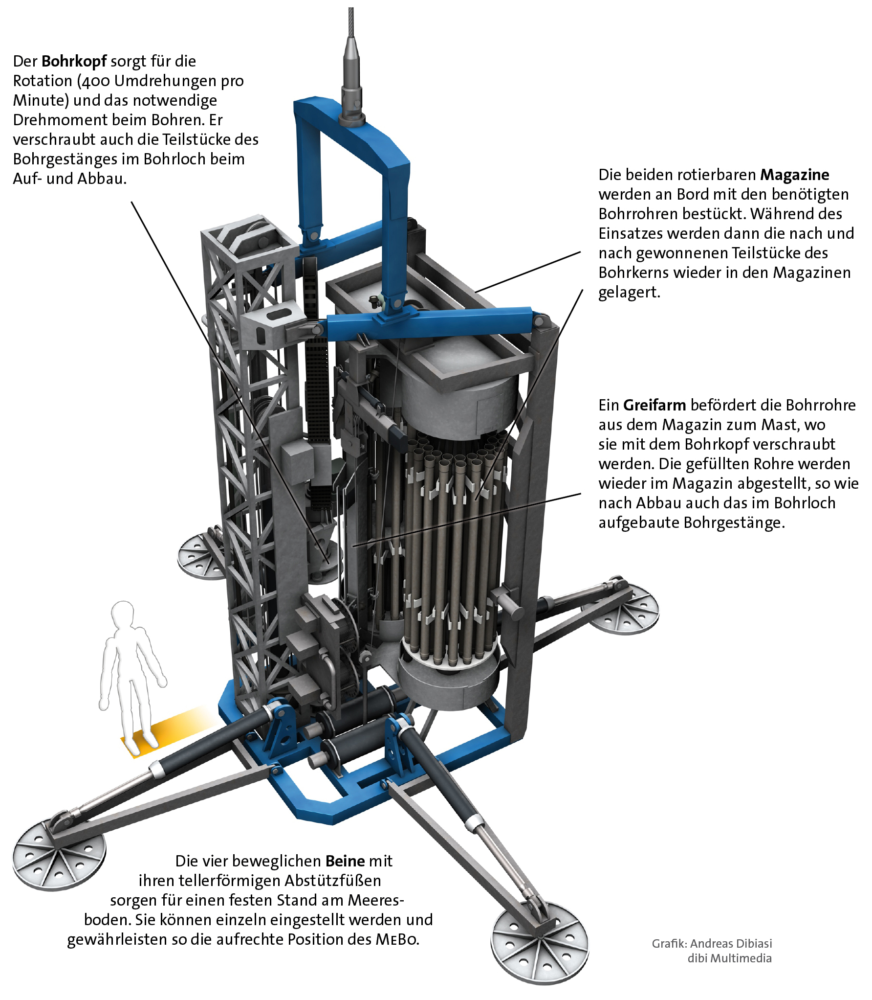 Der Bohrkopf sorgt für die
Rotation (400 Umdrehungen pro
Minute) und das notwendige
Drehmoment beim Bohren. Er
verschraubt auch die Teilstücke des
Bohrgestänges im Bohrloch beim
Auf- und Abbau.
Die beiden rotierbaren Magazine
werden an Bord mit den benötigten
Bohrrohren bestückt. Während des
Einsatzes werden dann die nach und
nach gewonnenen Teilstücke des
Bohrkerns wieder in den Magazinen
gelagert.
Ein Greifarm befördert die Bohrrohre
aus dem Magazin zum Mast, wo
sie mit dem Bohrkopf verschraubt
werden. Die gefüllten Rohre werden
wieder im Magazin abgestellt, so wie
nach Abbau auch das im Bohrloch
aufgebaute Bohrgestänge.
Die vier beweglichen Beine mit
ihren tellerförmigen Abstützfüßen
sorgen für einen festen Stand am Meeres-
boden. Sie können einzeln eingestellt werden und
gewährleisten so die aufrechte Position des MeBo.
Grafik: Andreas Dibiasi
dibi Multimedia